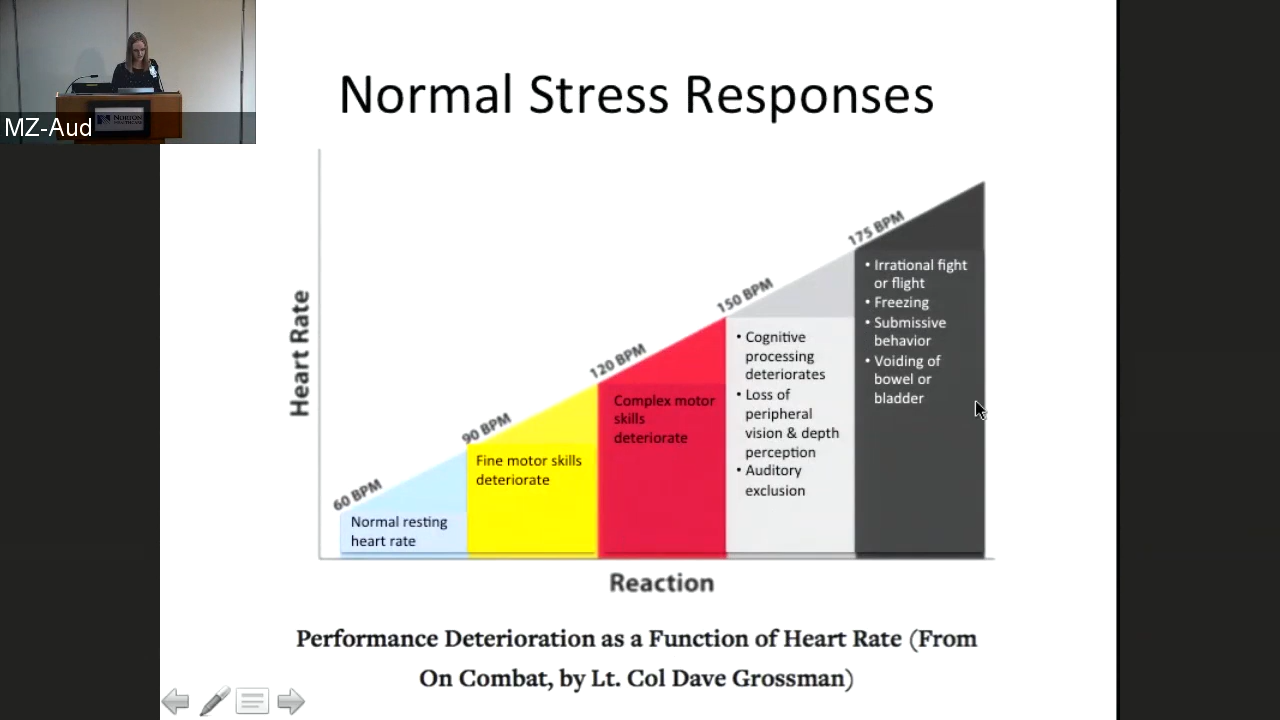 NORTON
MZ-Aud
Normal Stress Responses
Heart Rate
60 BPM
90 BPM
120 BPM
150 BPM
175 BPM
Normal resting
heart rate
Fine motor skills
deteriorate
Complex motor
skills
deteriorate
• Cognitive
processing
deteriorates
• Loss of
peripheral
vision & depth
perception
• Auditory
exclusion
• Irrational fight
or flight
• Freezing
• Submissive
behavior
• Voiding of
bowel or
bladder
Reaction
Performance Deterioration as a Function of Heart Rate (From
On Combat, by Lt. Col Dave Grossman)